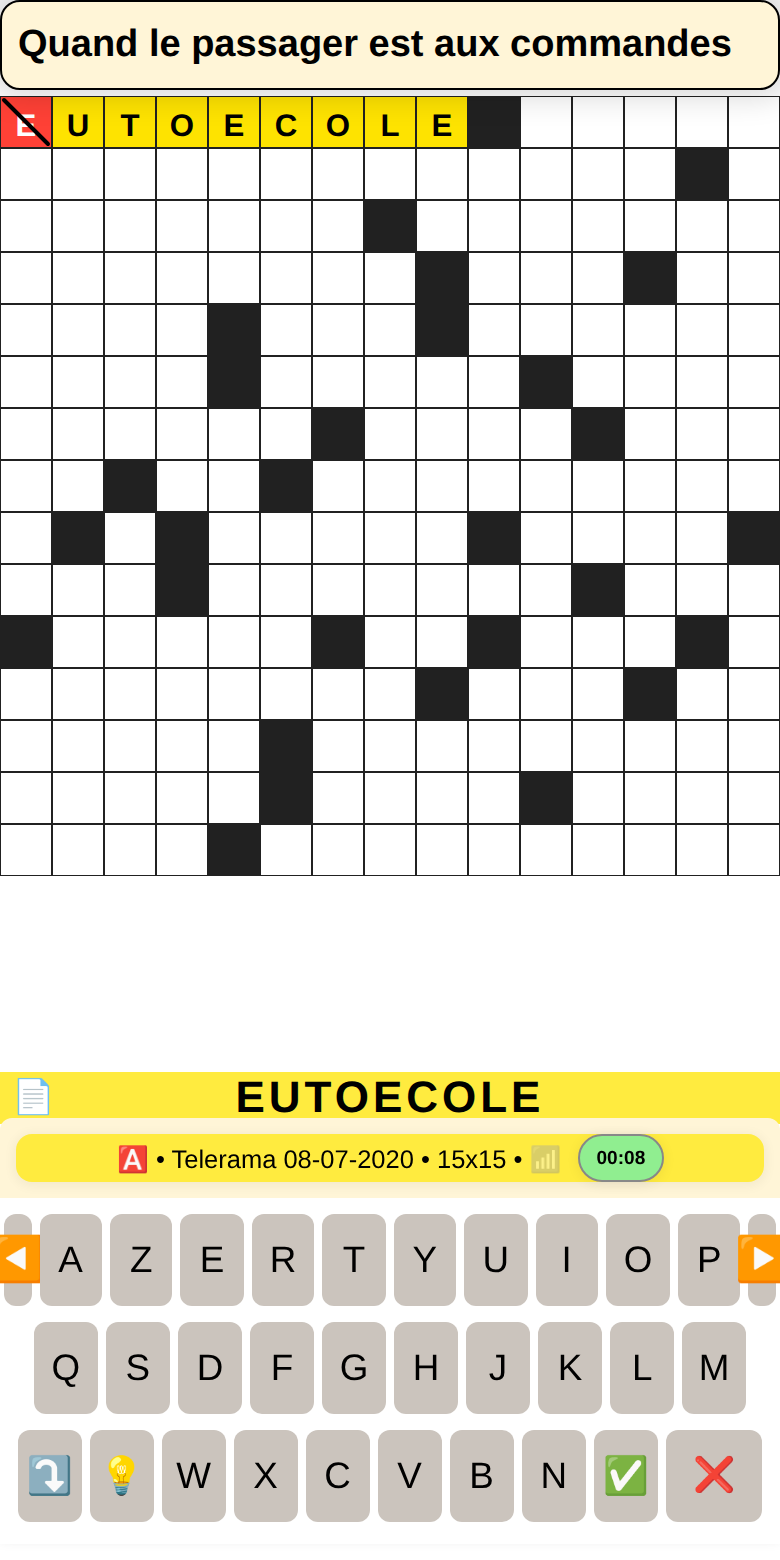 Quand le passager est aux commandes
E U T O E C O L E
EUTOECOLE
A • Telerama 08-07-2020 • 15x15 • 00:08
A Z E R T Y U I O P
Q S D F G H J K L M
W X C V B N